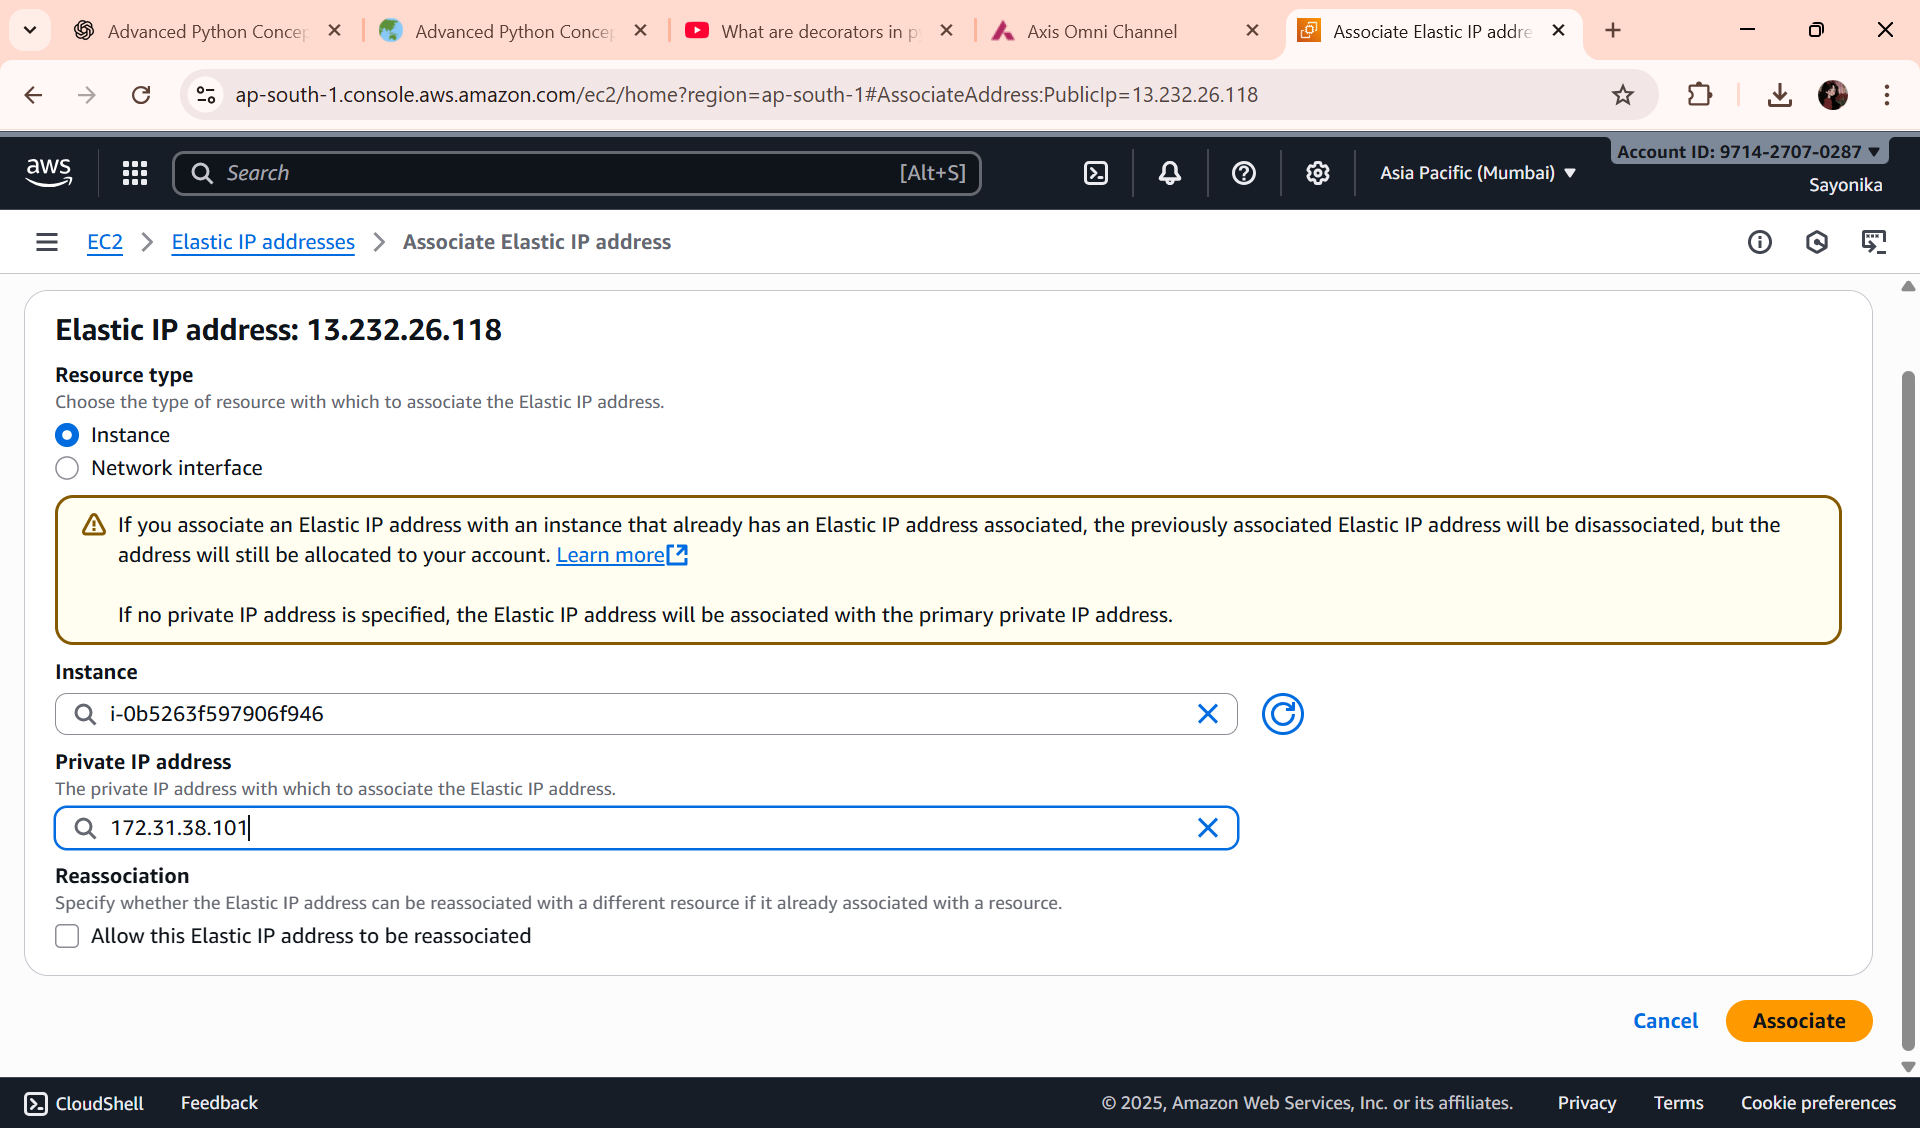 Advanced Python Concep
Advanced Python Concep
What are decorators in p
Axis Omni Channel
Associate Elastic IP addre
ap-south-1.console.aws.amazon.com/ec2/home?region=ap-south-1#AssociateAddress:PublicIp=13.232.26.118
aws
Search
[Alt+S]
Asia Pacific (Mumbai)
Account ID: 9714-2707-0287
Sayonika
EC2
Elastic IP addresses
Associate Elastic IP address
Elastic IP address: 13.232.26.118
Resource type
Choose the type of resource with which to associate the Elastic IP address.
Instance
Network interface
If you associate an Elastic IP address with an instance that already has an Elastic IP address associated, the previously associated Elastic IP address will be disassociated, but the
address will still be allocated to your account. Learn more
If no private IP address is specified, the Elastic IP address will be associated with the primary private IP address.
Instance
i-0b5263f597906f946
Private IP address
The private IP address with which to associate the Elastic IP address.
172.31.38.101
Reassociation
Specify whether the Elastic IP address can be reassociated with a different resource if it already associated with a resource.
Allow this Elastic IP address to be reassociated
Cancel
Associate
CloudShell
Feedback
© 2025, Amazon Web Services, Inc. or its affiliates.
Privacy
Terms
Cookie preferences